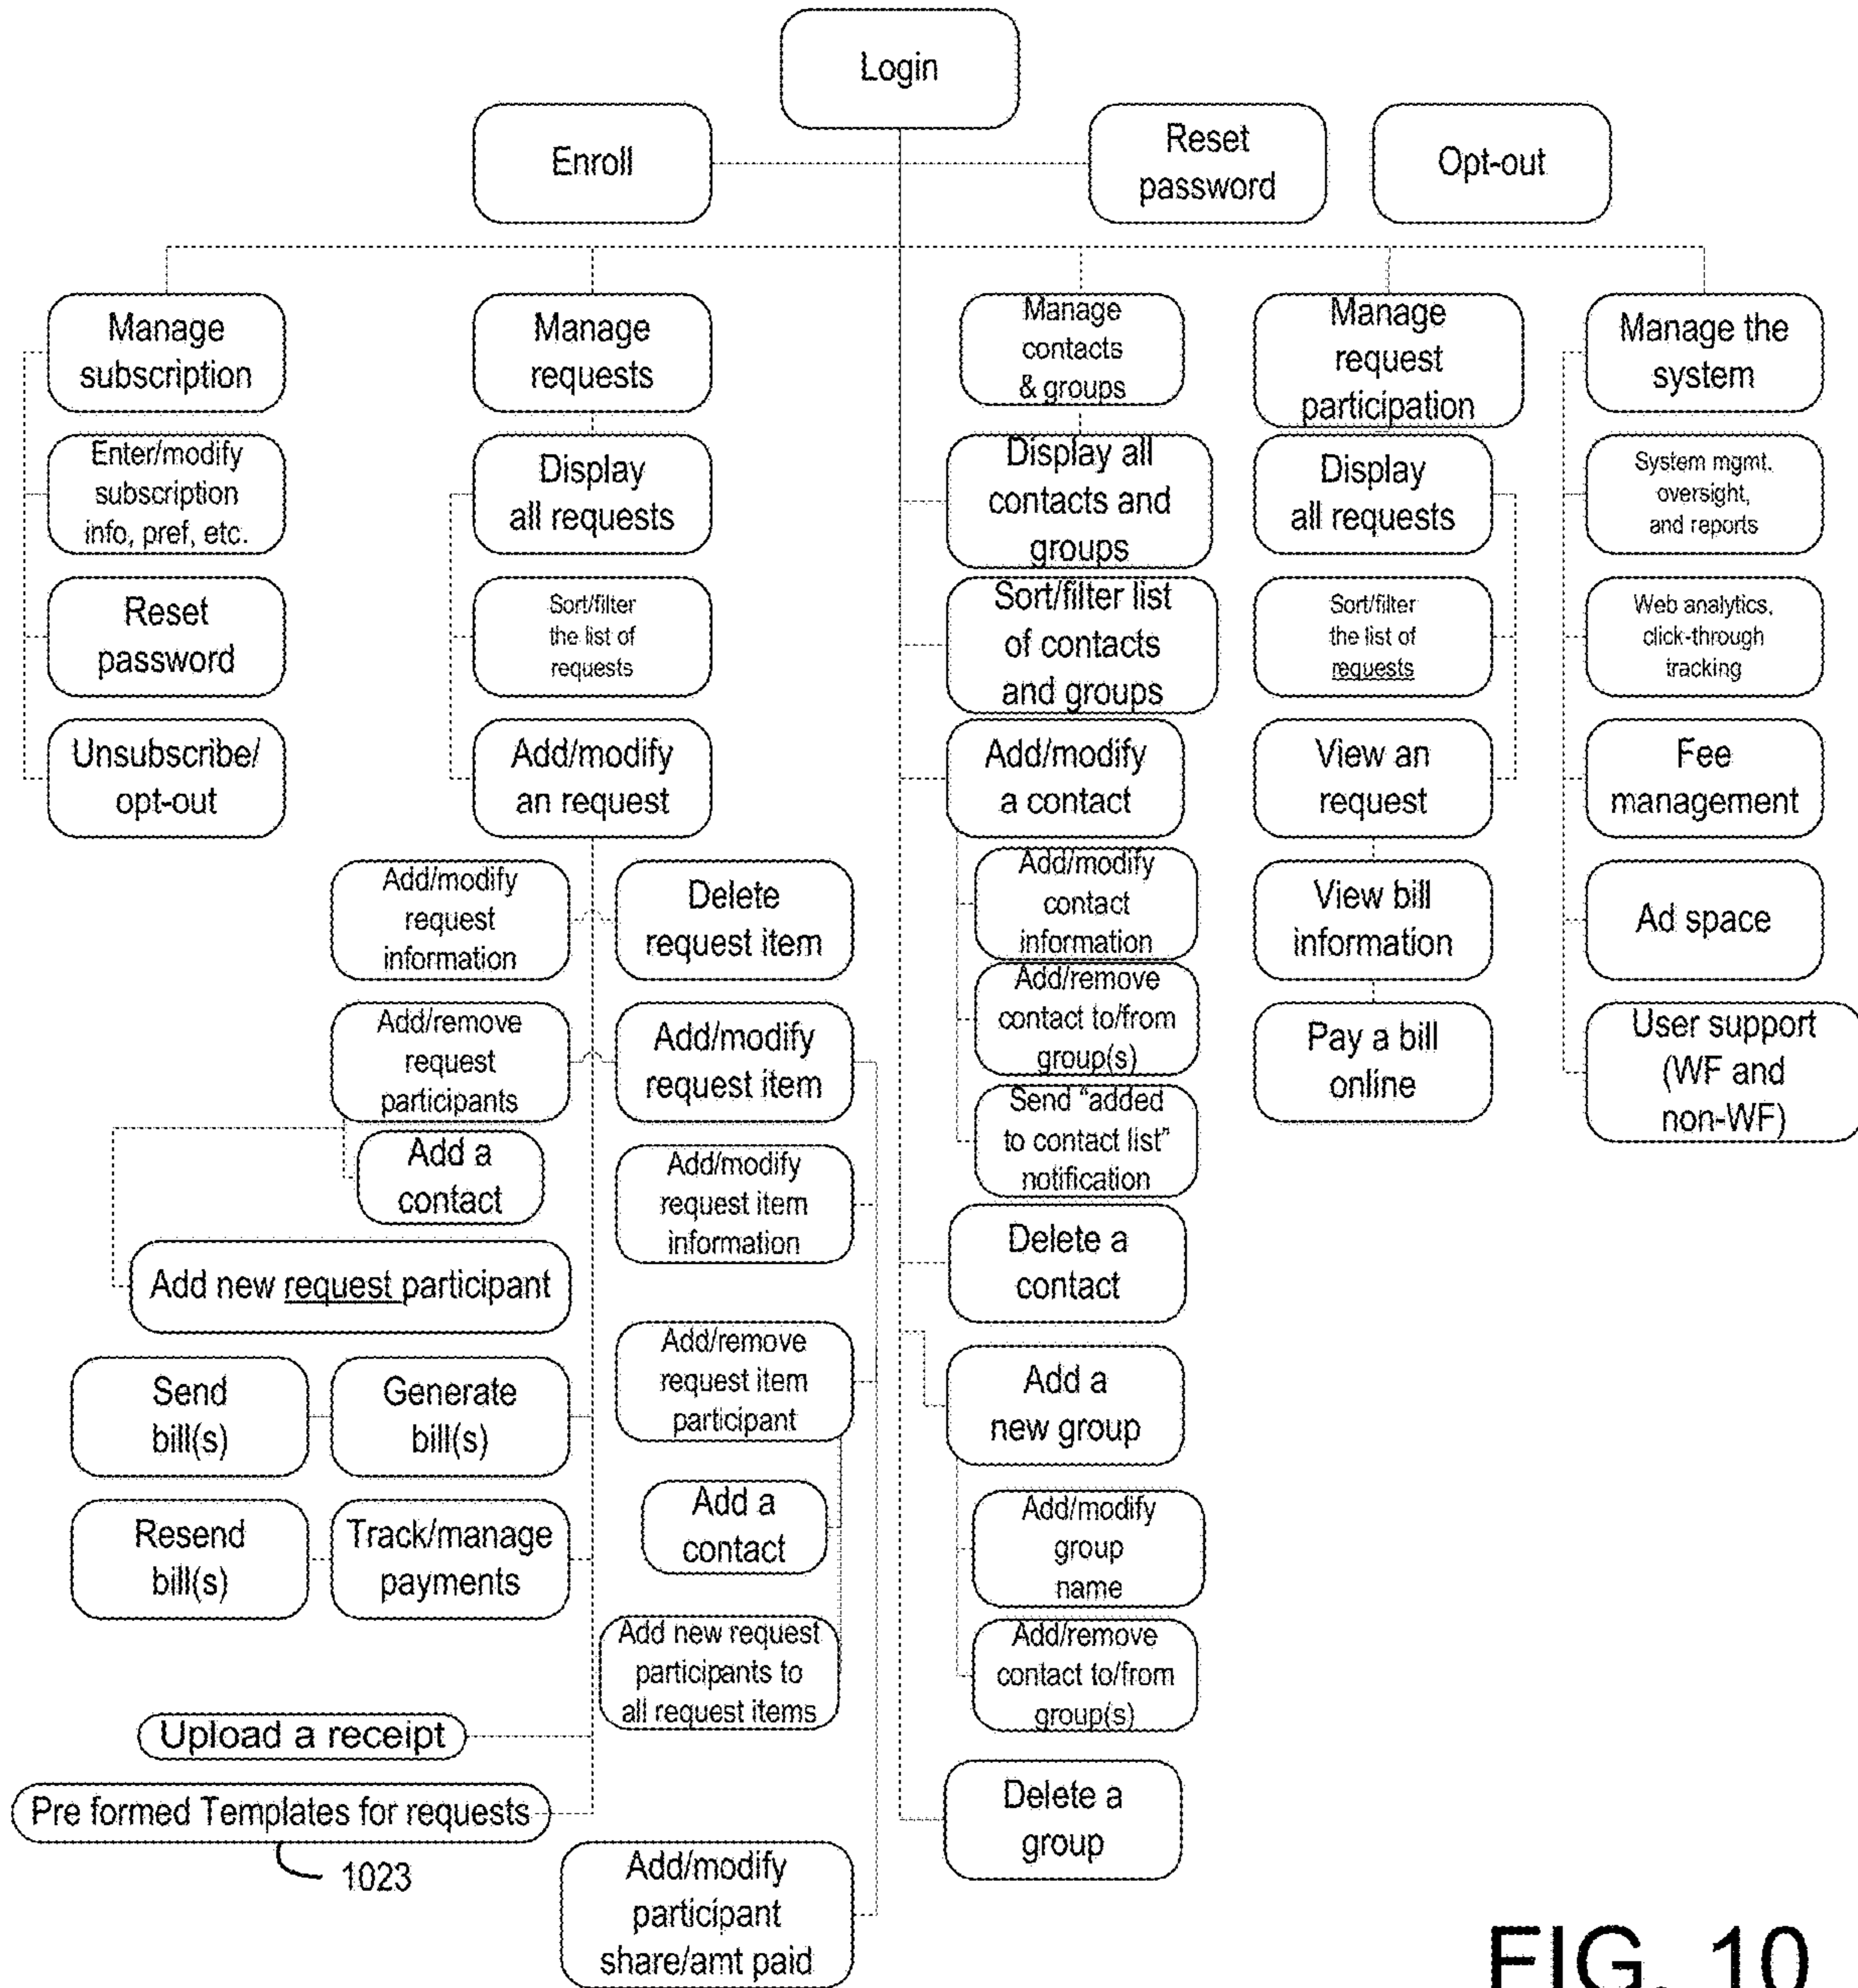 Login
Enroll
Reset
password
Opt-out
Manage
subscription
Enter/modify
subscription
info, pref, etc.
Reset
password
Unsubscribe/
opt-out
Manage
requests
Display
all requests
Sort/filter
the list of
requests
Add/modify
an request
Add/modify
request
information
Delete
request item
Add/remove
request
participants
Add/modify
request item
Add a
contact
Add new request participant
Add/modify
request item
information
Add/remove
request item
participant
Send
bill(s)
Generate
bill(s)
Resend
bill(s)
Track/manage
payments
Add a
contact
Add new request
participants to
all request items
Upload a receipt
Pre formed Templates for requests
1023
Add/modify
participant
share/amt paid
Manage
contacts
& groups
Display all
contacts and
groups
Sort/filter list
of contacts
and groups
Add/modify
a contact
Add/modify
contact
information
Add/remove
contact to/from
group(s)
Send "added
to contact list"
notification
Delete a
contact
Add a
new group
Add/modify
group
name
Add/remove
contact to/from
group(s)
Delete a
group
Manage
request
participation
Display
all requests
Sort/filter
the list of
requests
View an
request
View bill
information
Pay a bill
online
Manage the
system
System mgmt,
oversight,
and reports
Web analytics,
click-through
tracking
Fee
management
Ad space
User support
(WF and
non-WF)
FIG. 10